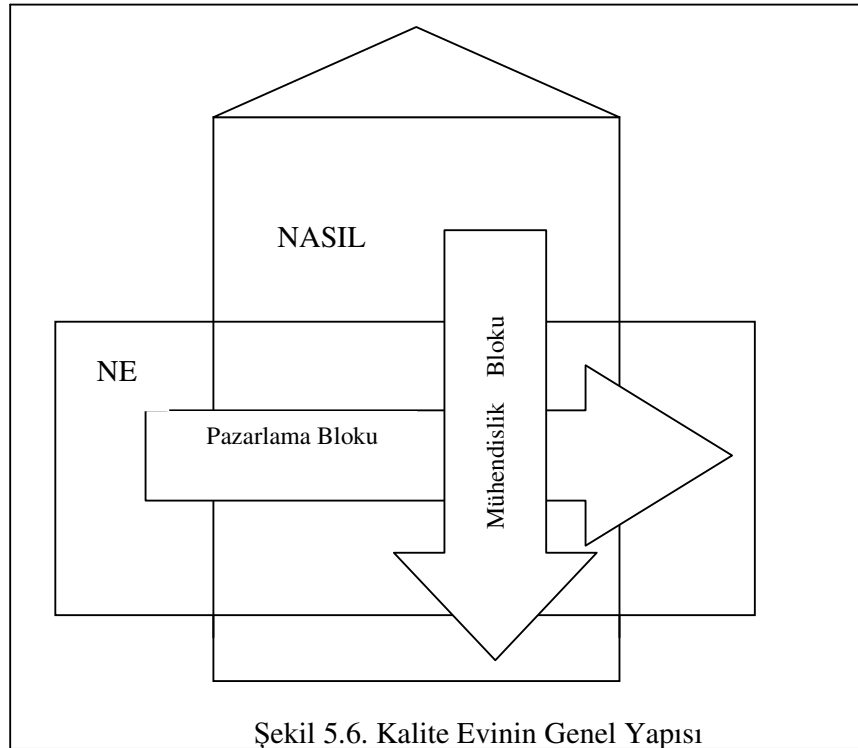 NASIL
NE
Pazarlama Bloku
Mühendislik Bloku
Şekil 5.6. Kalite Evinin Genel Yapısı